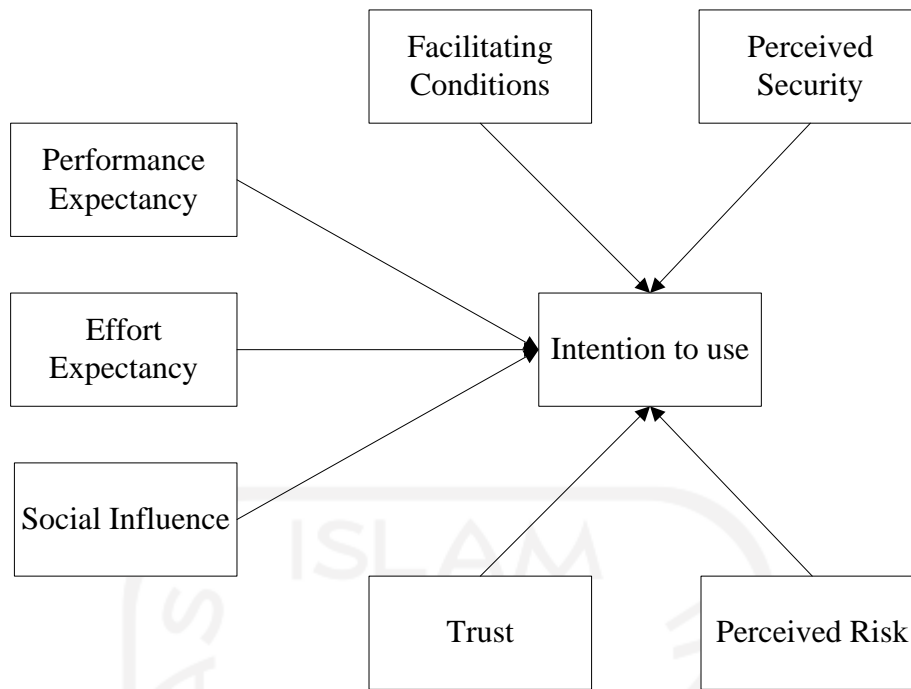 Facilitating
Conditions
Perceived
Security
Performance
Expectancy
Effort
Expectancy
Intention to use
Social Influence
ISLAM
Trust
Perceived Risk